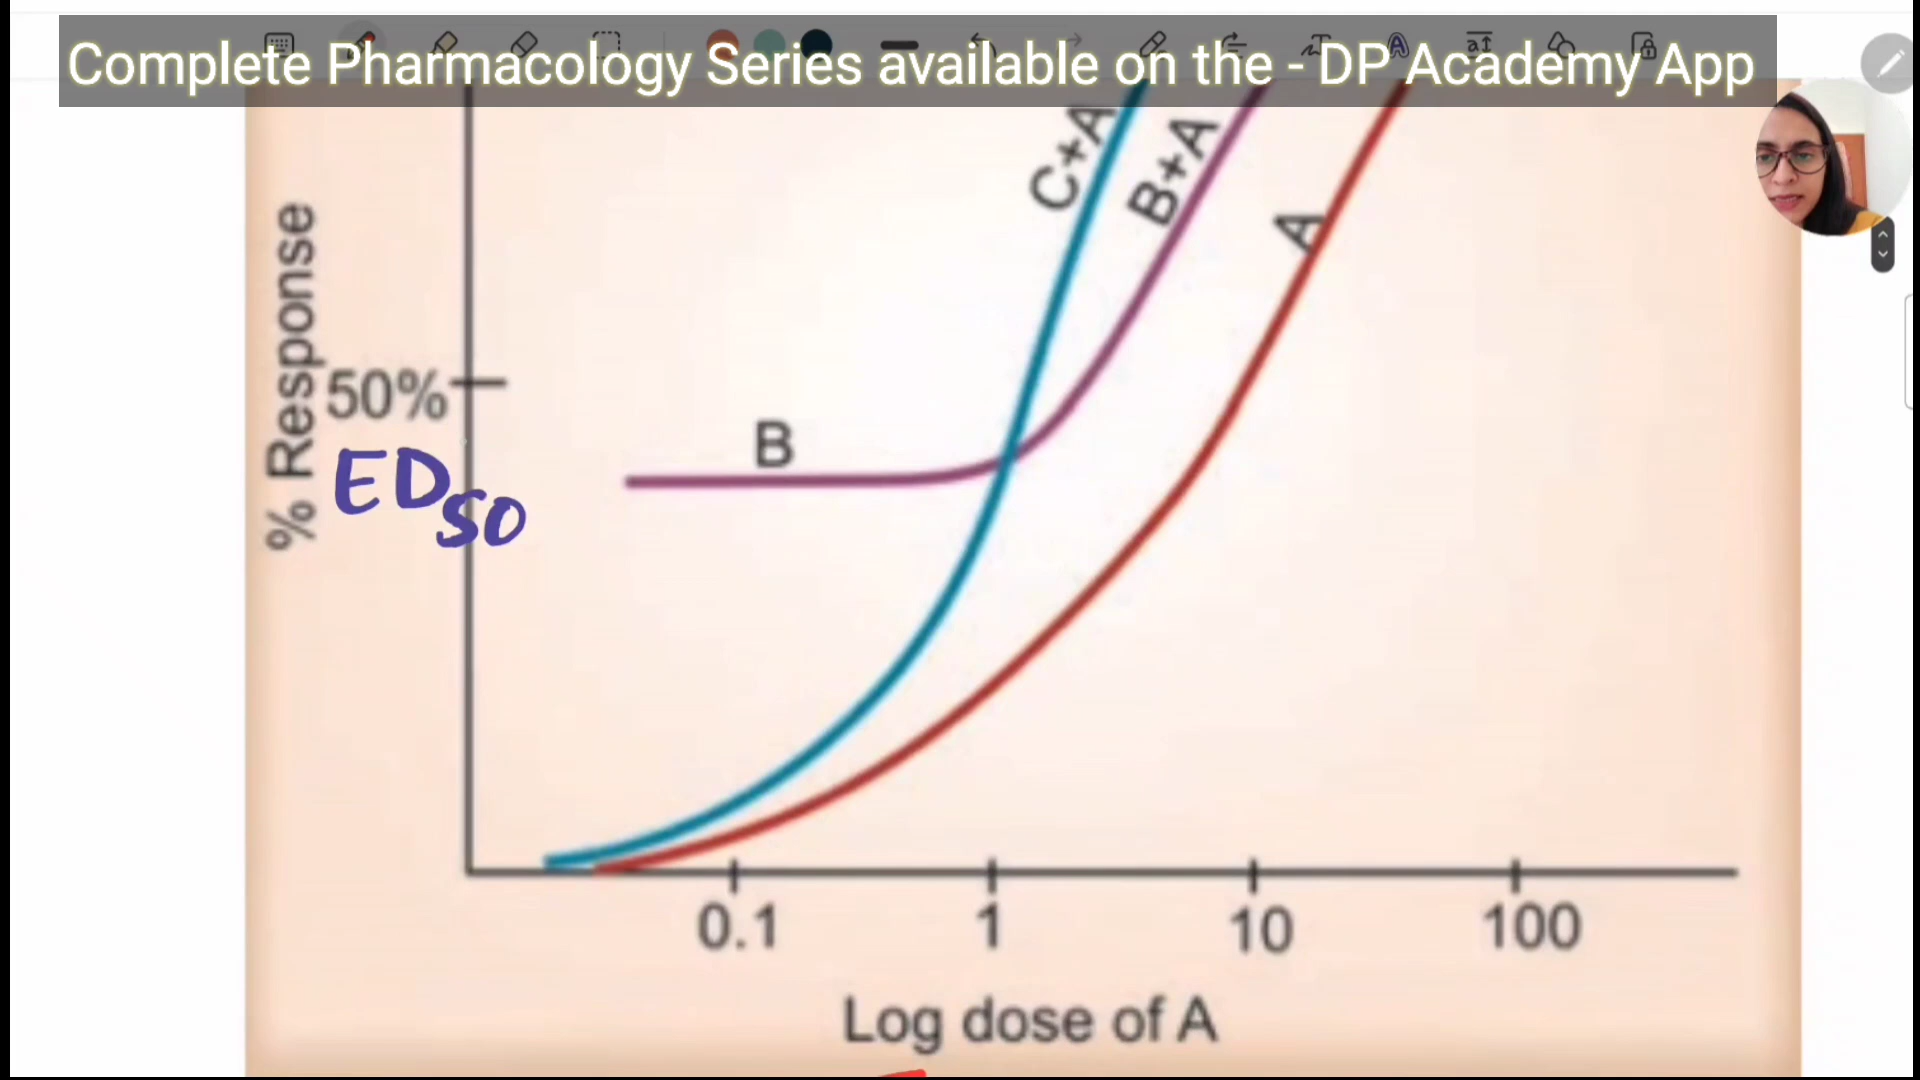 Complete Pharmacology Series available on the - DP Academy App
C+A
B+A
A
% Response
50%
B
ED50
0.1 1 10 100
Log dose of A